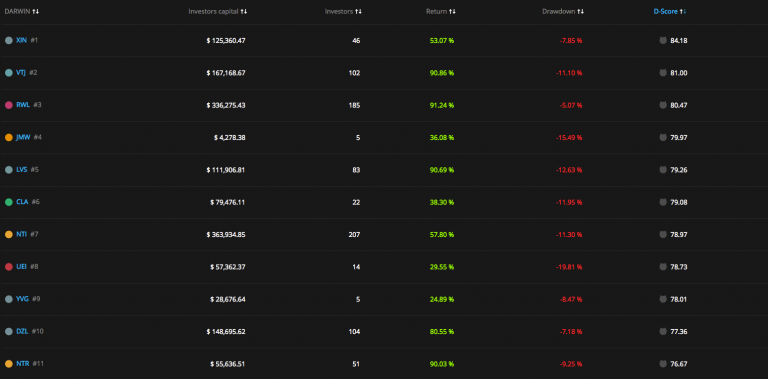 DARWIN ↑↓ Investors capital ↑↓ Investors ↑↓ Return ↑↓ Drawdown ↑↓ D-Score ↑↓
XIN #1 $ 125,360.47 46 53.07 % -7.85 % 84.18
VTJ #2 $ 167,168.67 102 90.86 % -11.10 % 81.00
RWL #3 $ 336,275.43 185 91.24 % -5.07 % 80.47
JMW #4 $ 4,278.38 5 36.08 % -15.49 % 79.97
LVS #5 $ 111,906.81 83 90.69 % -12.63 % 79.26
CLA #6 $ 79,476.11 22 38.30 % -11.95 % 79.08
NTI #7 $ 363,934.85 207 57.80 % -11.30 % 78.97
UEI #8 $ 57,362.37 14 29.55 % -19.81 % 78.73
YVG #9 $ 28,676.64 5 24.89 % -8.47 % 78.01
DZL #10 $ 148,695.62 104 80.55 % -7.18 % 77.36
NTR #11 $ 55,636.51 51 90.03 % -9.25 % 76.67